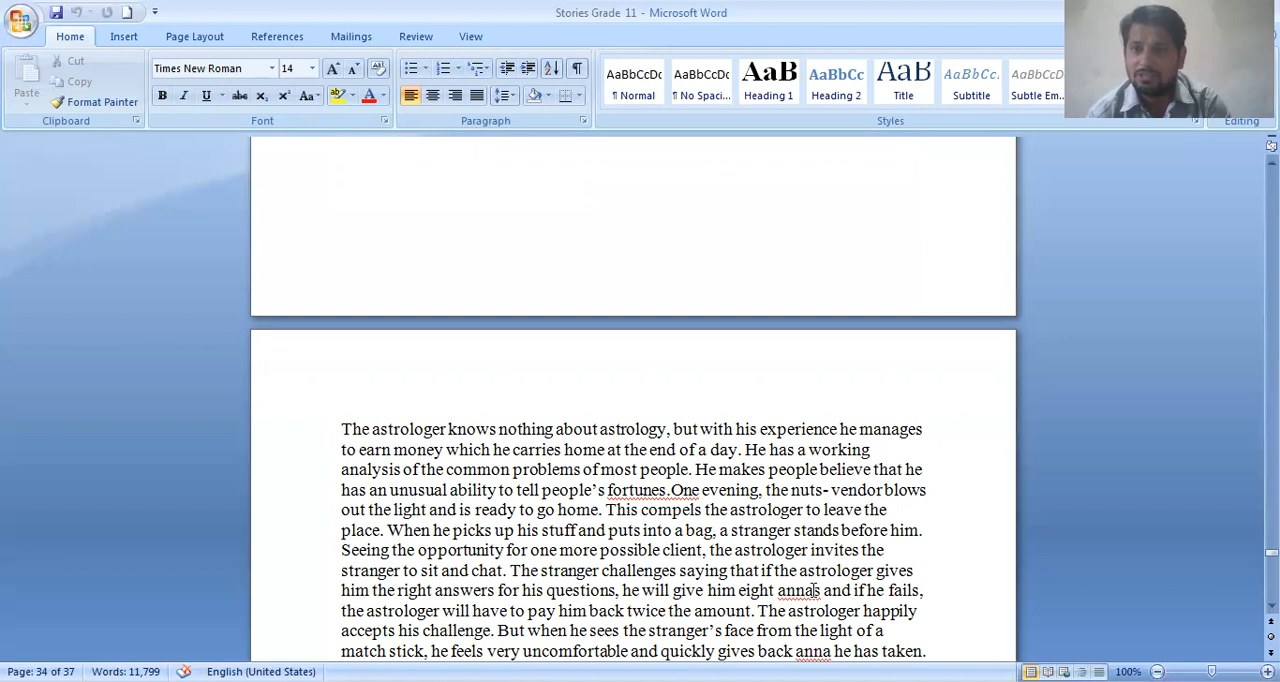 Stories Grade 11 - Microsoft Word
Home Insert Page Layout References Mailings Review View
Paste
Cut
Copy
Format Painter
Clipboard
Times New Roman 14
Font
Paragraph
AaBbCcDc AaBbCcDc AaB AaBbCc AaB AaBbCc. AaBbCcDc
¶ Normal ¶ No Spaci... Heading 1 Heading 2 Title Subtitle Subtle Em...
Styles
Editing
The astrologer knows nothing about astrology, but with his experience he manages
to earn money which he carries home at the end of a day. He has a working
analysis of the common problems of most people. He makes people believe that he
has an unusual ability to tell people’s fortunes.One evening, the nuts- vendor blows
out the light and is ready to go home. This compels the astrologer to leave the
place. When he picks up his stuff and puts into a bag, a stranger stands before him.
Seeing the opportunity for one more possible client, the astrologer invites the
stranger to sit and chat. The stranger challenges saying that if the astrologer gives
him the right answers for his questions, he will give him eight annas and if he fails,
the astrologer will have to pay him back twice the amount. The astrologer happily
accepts his challenge. But when he sees the stranger’s face from the light of a
match stick, he feels very uncomfortable and quickly gives back anna he has taken.
Page: 34 of 37 Words: 11,799 English (United States) 100%